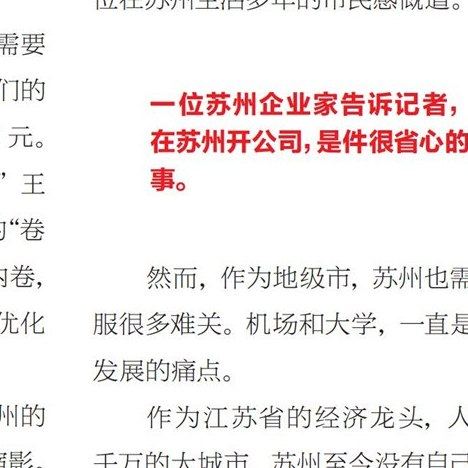 需要
们的
元。
”王
的“卷
内卷，
优化
州的
缩影。
位在苏州生活多年的市民感慨道。
一位苏州企业家告诉记者，
在苏州开公司，是件很省心的
事。
然而，作为地级市，苏州也需
服很多难关。机场和大学，一直是
发展的痛点。
作为江苏省的经济龙头，人
千万的大城市，苏州至今没有自己